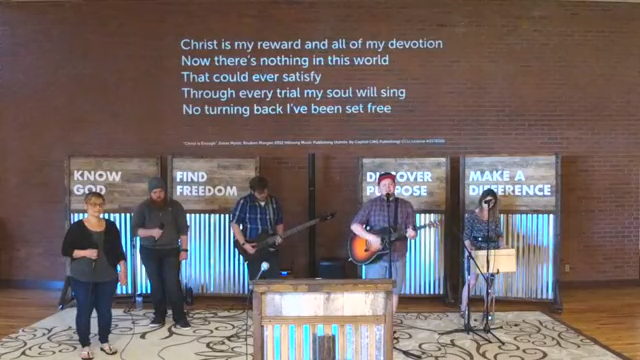 Christ is my reward and all of my devotion
Now there's nothing in this world
That could ever satisfy
Through every trial my soul will sing
No turning back I've been set free
KNOW
GOD
FIND
FREEDOM
DISCOVER
PURPOSE
MAKE A
DIFFERENCE